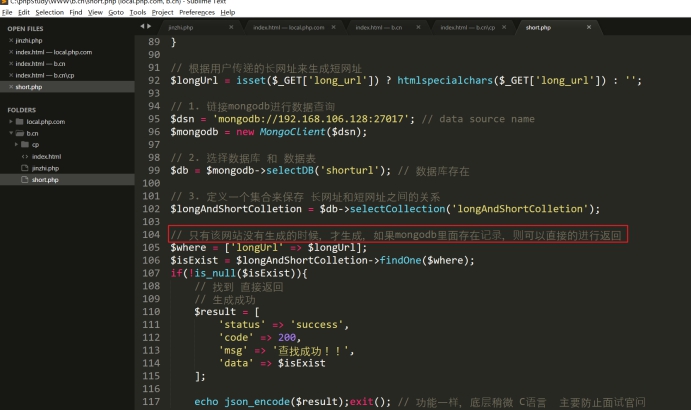 C:\phpStudy\WWW\b.cn\short.php (local.php.com, b.cn) - Sublime Text
File Edit Selection Find View Goto Tools Project Preferences Help
jinzhi.php index.html — local.php.com index.html — b.cn index.html — b.cn\cp short.php
OPEN FILES
jinzhi.php
index.html — local.php.com
index.html — b.cn
index.html — b.cn\cp
short.php
FOLDERS
local.php.com
b.cn
cp
index.html
jinzhi.php
short.php
89 }
90
91 // 根据用户传递的长网址来生成短网址
92 $longUrl = isset($_GET['long_url']) ? htmlspecialchars($_GET['long_url']) : '';
93
94 // 1. 链接mongodb进行数据查询
95 $dsn = 'mongodb://192.168.106.128:27017'; // data source name
96 $mongodb = new MongoClient($dsn);
97
98 // 2. 选择数据库 和 数据表
99 $db = $mongodb->selectDB('shorturl'); // 数据库存在
100
101 // 3. 定义一个集合来保存 长网址和短网址之间的关系
102 $longAndShortColletion = $db->selectCollection('longAndShortColletion');
103
104 // 只有该网站没有生成的时候, 才生成, 如果mongodb里面存在记录, 则可以直接的进行返回
105 $where = ['longUrl' => $longUrl];
106 $isExist = $longAndShortColletion->findOne($where);
107 if(!is_null($isExist)){
108 // 找到 直接返回
109 // 生成成功
110 $result = [
111 'status' => 'success',
112 'code' => 200,
113 'msg' => '查找成功！！',
114 'data' => $isExist
115 ];
116
117 echo json_encode($result);exit(); // 功能一样, 底层稍微 C语言 主要防止面试官问